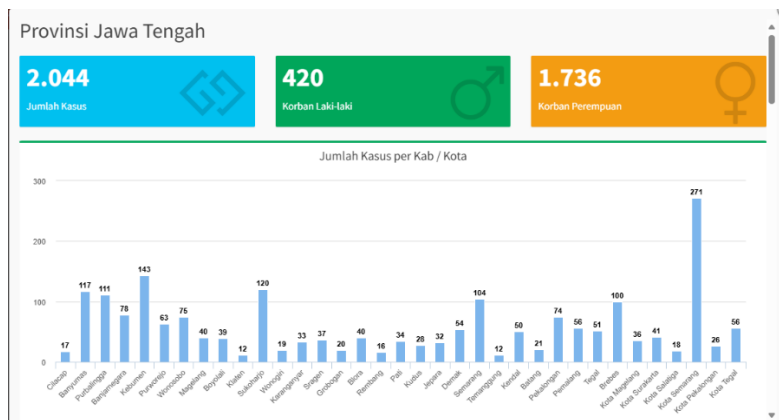 Provinsi Jawa Tengah
2.044
Jumlah Kasus
420
Korban Laki-laki
1.736
Korban Perempuan
Jumlah Kasus per Kab / Kota
300
200
100
0
17
117
111
78
143
63
75
40
39
12
120
19
33
37
20
40
16
34
28
32
54
104
12
50
21
74
56
51
100
36
41
18
271
26
56
Cilacap
Banyumas
Purbalingga
Banjarnegara
Kebumen
Purworejo
Wonosobo
Magelang
Boyolali
Klaten
Sukoharjo
Wonogiri
Karanganyar
Sragen
Grobogan
Blora
Rembang
Pati
Kudus
Jepara
Demak
Semarang
Temanggung
Kendal
Batang
Pekalongan
Pemalang
Tegal
Brebes
Kota Magelang
Kota Surakarta
Kota Salatiga
Kota Semarang
Kota Pekalongan
Kota Tegal